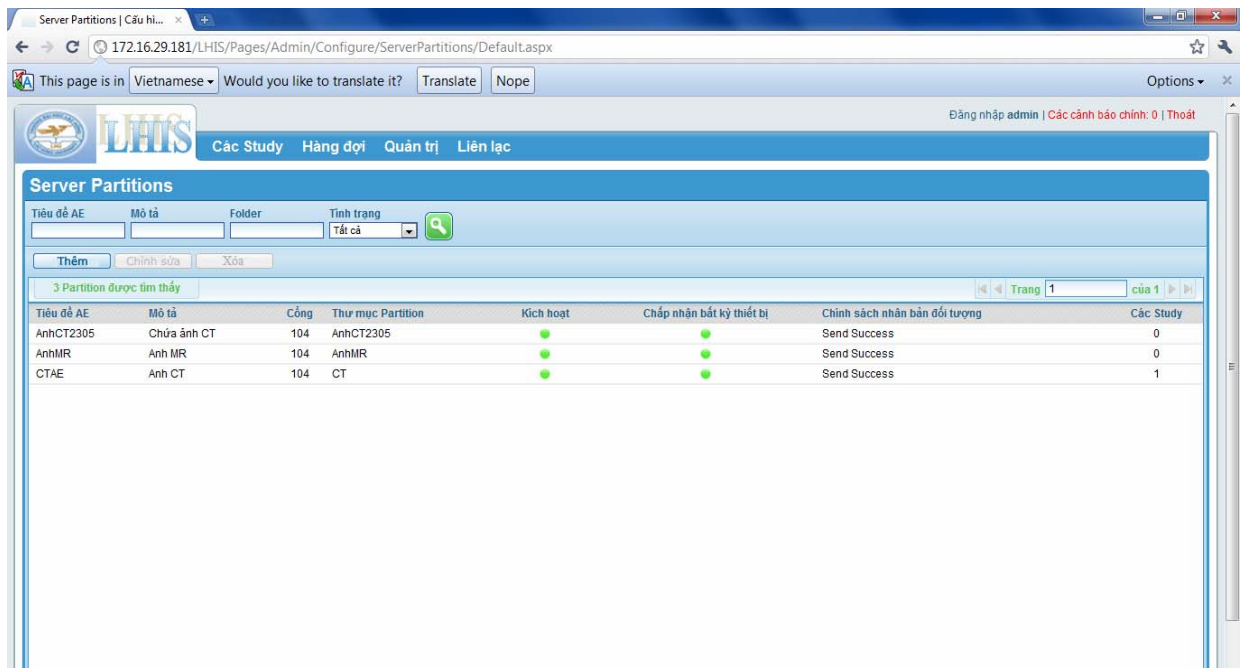 Server Partitions | Cấu hi...
172.16.29.181/LHIS/Pages/Admin/Configure/ServerPartitions/Default.aspx
This page is in Vietnamese Would you like to translate it? Translate Nope Options
Đăng nhập admin | Các cảnh báo chính: 0 | Thoát
LHIS
Các Study Hàng đợi Quản trị Liên lạc
Server Partitions
Tiêu đề AE Mô tả Folder Tình trạng
Tất cả
Thêm Chỉnh sửa Xóa
3 Partition được tìm thấy Trang 1 của 1
Tiêu đề AE Mô tả Cổng Thư mục Partition Kích hoạt Chấp nhận bất kỳ thiết bị Chính sách nhân bản đối tượng Các Study
AnhCT2305 Chứa ảnh CT 104 AnhCT2305 Send Success 0
AnhMR Anh MR 104 AnhMR Send Success 0
CTAE Anh CT 104 CT Send Success 1